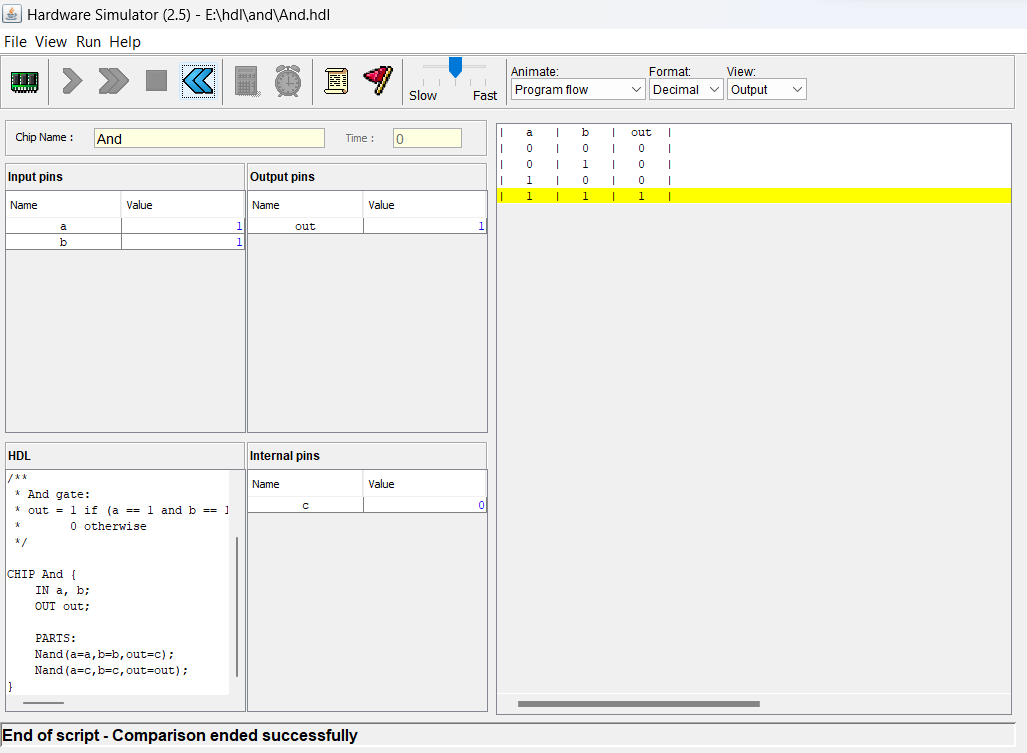 Hardware Simulator (2.5) - E:\hdl\and\And.hdl
File View Run Help
Slow Fast
Animate: Format: View:
Program flow Decimal Output
Chip Name : And Time : 0
Input pins
Name Value
a 1
b 1
Output pins
Name Value
out 1
HDL
/**
* And gate:
* out = 1 if (a == 1 and b == 1
* 0 otherwise
*/
CHIP And {
IN a, b;
OUT out;
PARTS:
Nand(a=a,b=b,out=c);
Nand(a=c,b=c,out=out);
}
Internal pins
Name Value
c 0
| a | b | out |
| 0 | 0 | 0 |
| 0 | 1 | 0 |
| 1 | 0 | 0 |
| 1 | 1 | 1 |
End of script - Comparison ended successfully